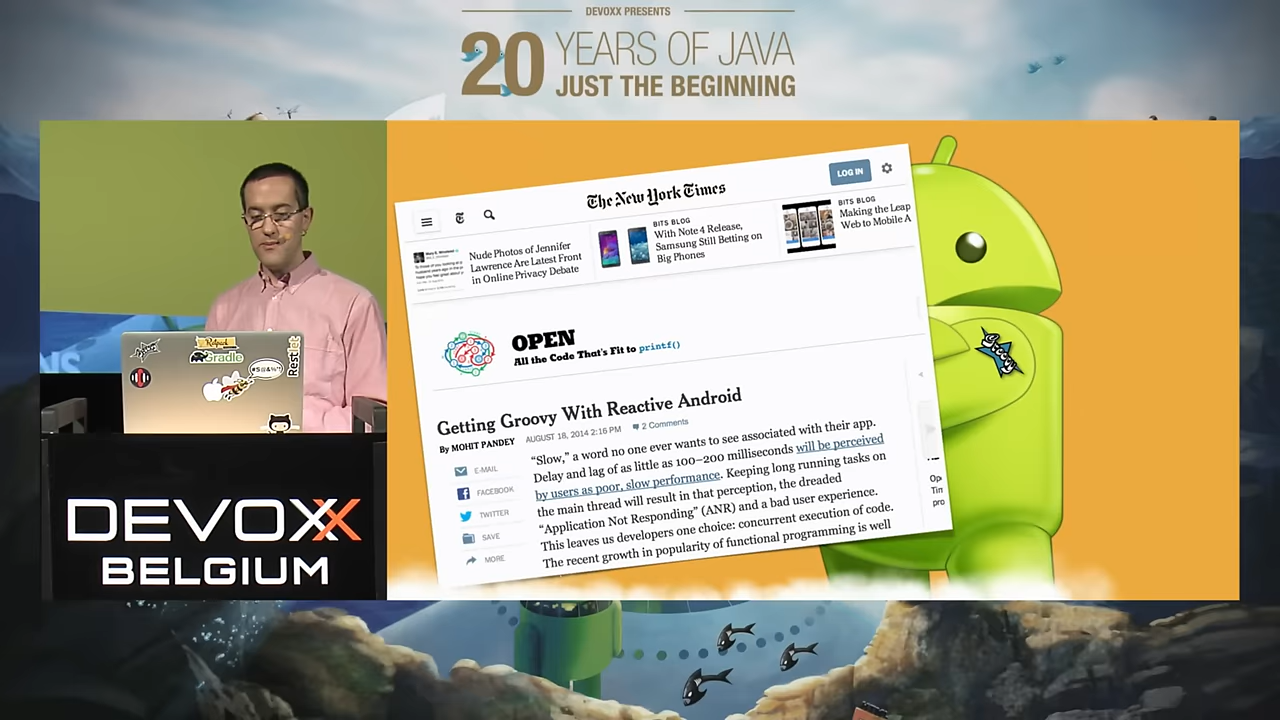 DEVOXX PRESENTS
20 YEARS OF JAVA
JUST THE BEGINNING
LOG IN
The New York Times
Nude Photos of Jennifer
Lawrence Are Latest Front
in Online Privacy Debate
BITS BLOG
With Note 4 Release,
Samsung Still Betting on
Big Phones
BITS BLOG
Making the Leap
Web to Mobile A
OPEN
All the Code That's Fit to printf()
Getting Groovy With Reactive Android
By MOHIT PANDEY AUGUST 18, 2014 2:16 PM 2 Comments
E-MAIL
FACEBOOK
TWITTER
SAVE
MORE
“Slow,” a word no one ever wants to see associated with their app.
Delay and lag of as little as 100–200 milliseconds will be perceived
by users as poor, slow performance. Keeping long running tasks on
the main thread will result in that perception, the dreaded
“Application Not Responding” (ANR) and a bad user experience.
This leaves us developers one choice: concurrent execution of code.
The recent growth in popularity of functional programming is well
Op
Tin
pro
Groovy
Ratpack
Gradle
Restlet
#$@&%*!
DEVOXX
BELGIUM